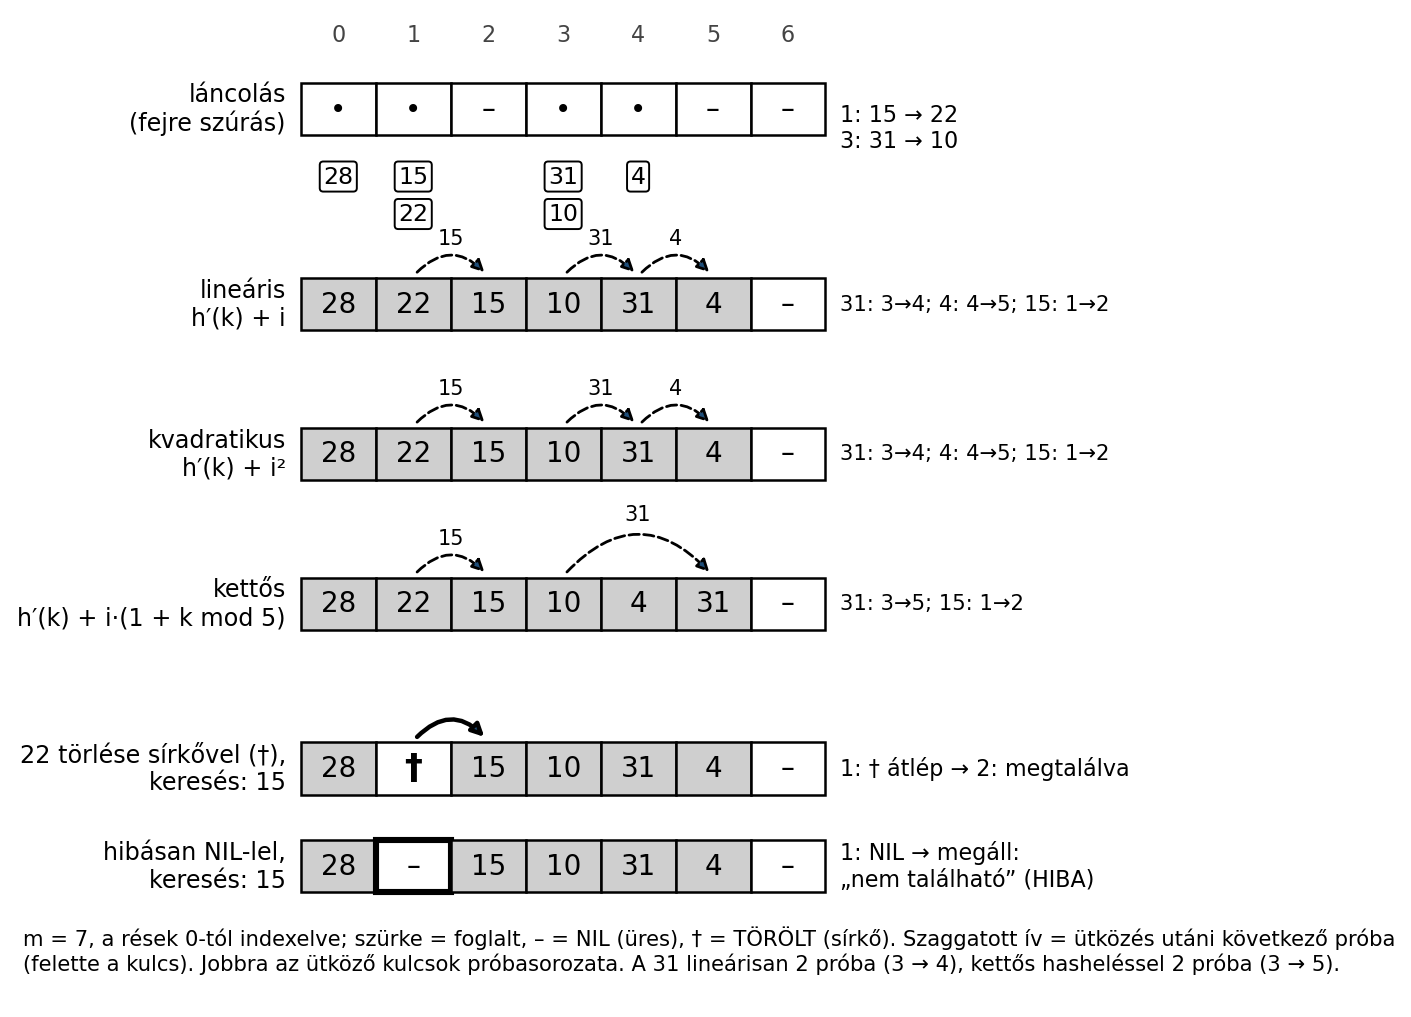 0 1 2 3 4 5 6
láncolás
(fejre szúrás)
• • – • • – –
1: 15 → 22
3: 31 → 10
28 15 31 4
22 10
15 31 4
lineáris
h′(k) + i
28 22 15 10 31 4 –
31: 3→4; 4: 4→5; 15: 1→2
15 31 4
kvadratikus
h′(k) + i²
28 22 15 10 31 4 –
31: 3→4; 4: 4→5; 15: 1→2
31
15
kettős
h′(k) + i·(1 + k mod 5)
28 22 15 10 4 31 –
31: 3→5; 15: 1→2
22 törlése sírkővel (†),
keresés: 15
28 † 15 10 31 4 –
1: † átlép → 2: megtalálva
hibásan NIL-lel,
keresés: 15
28 – 15 10 31 4 –
1: NIL → megáll:
„nem található” (HIBA)
m = 7, a rések 0-tól indexelve; szürke = foglalt, – = NIL (üres), † = TÖRÖLT (sírkő). Szaggatott ív = ütközés utáni következő próba
(felette a kulcs). Jobbra az ütköző kulcsok próbasorozata. A 31 lineárisan 2 próba (3 → 4), kettős hasheléssel 2 próba (3 → 5).